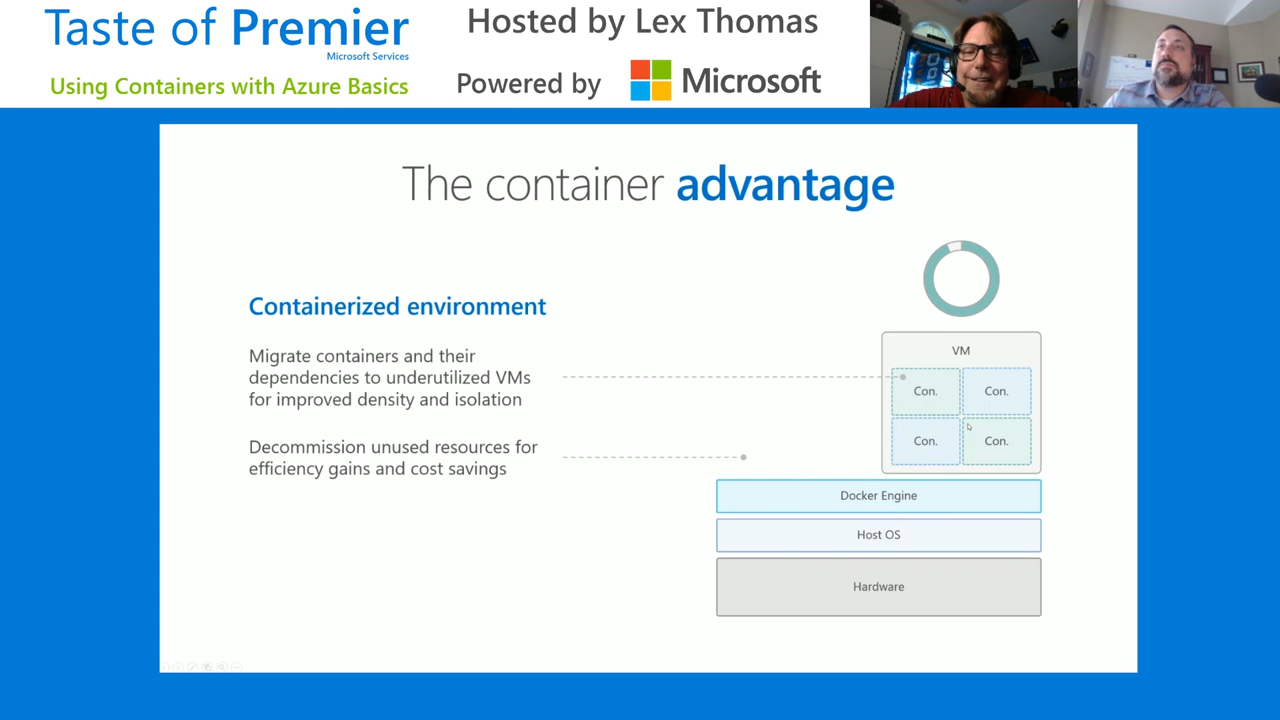 Taste of Premier
Microsoft Services
Using Containers with Azure Basics
Hosted by Lex Thomas
Powered by Microsoft
The container advantage
Containerized environment
Migrate containers and their
dependencies to underutilized VMs
for improved density and isolation
Decommission unused resources for
efficiency gains and cost savings
VM
Con. Con.
Con. Con.
Docker Engine
Host OS
Hardware